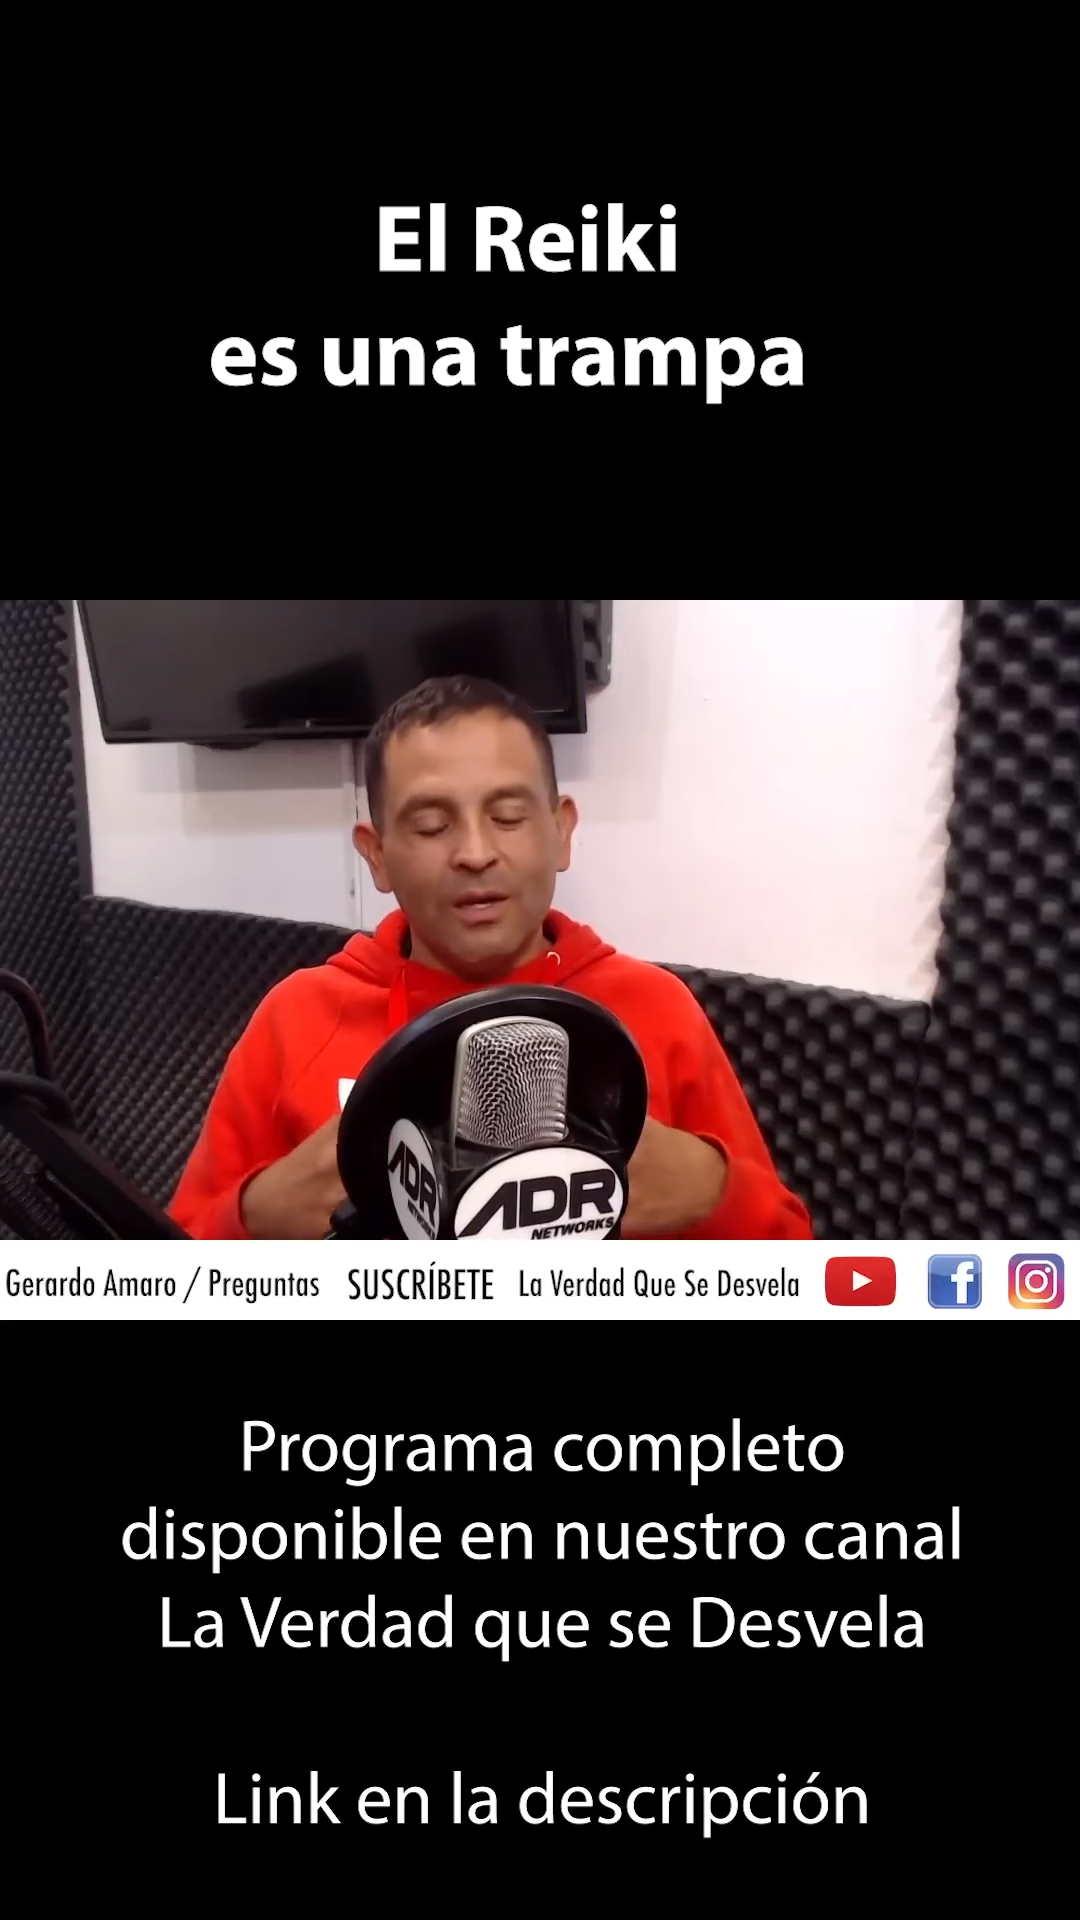 El Reiki
es una trampa
ADR
NETWORKS
ADR
NETWORKS
Gerardo Amaro / Preguntas SUSCRÍBETE La Verdad Que Se Desvela
Programa completo
disponible en nuestro canal
La Verdad que se Desvela
Link en la descripción